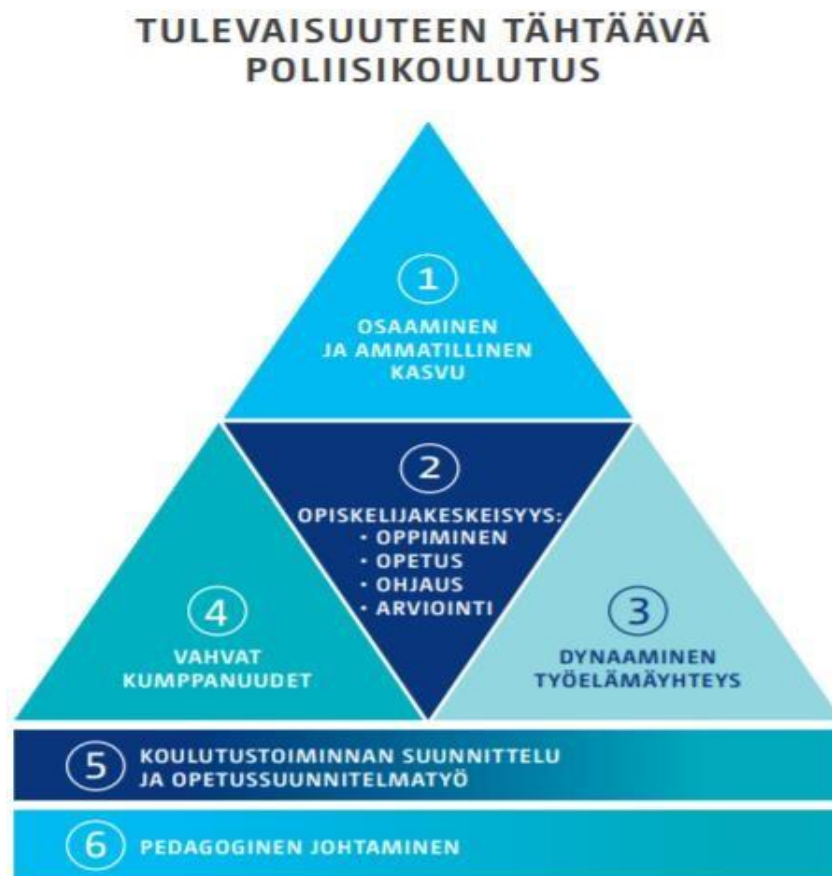 TULEVAISUUTEEN TÄHTÄÄVÄ
POLIISIKOULUTUS
1
OSAAMINEN
JA AMMATILLINEN
KASVU
2
OPISKELIJAKESKEISYYS:
• OPPIMINEN
• OPETUS
• OHJAUS
• ARVIOINTI
4
VAHVAT
KUMPPANUUDET
3
DYNAAMINEN
TYÖELÄMÄYHTEYS
5
KOULUTUSTOIMINNAN SUUNNITTELU
JA OPETUSSUUNNITELMATYÖ
6
PEDAGOGINEN JOHTAMINEN